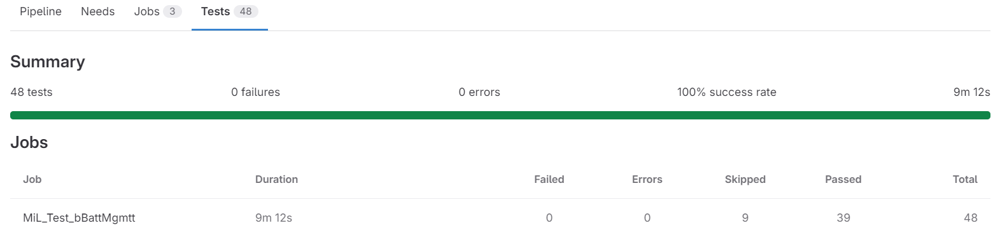 Pipeline Needs Jobs 3 Tests 48
Summary
48 tests 0 failures 0 errors 100% success rate 9m 12s
Jobs
Job Duration Failed Errors Skipped Passed Total
MiL_Test_bBattMgmtt 9m 12s 0 0 9 39 48